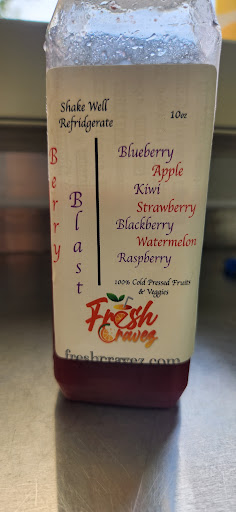 Shake Well
Refridgerate
10oz
Berry
Blast
Blueberry
Apple
Kiwi
Strawberry
Blackberry
Watermelon
Raspberry
100% Cold Pressed Fruits
& Veggies
Fresh
Cravez
freshcravez.com